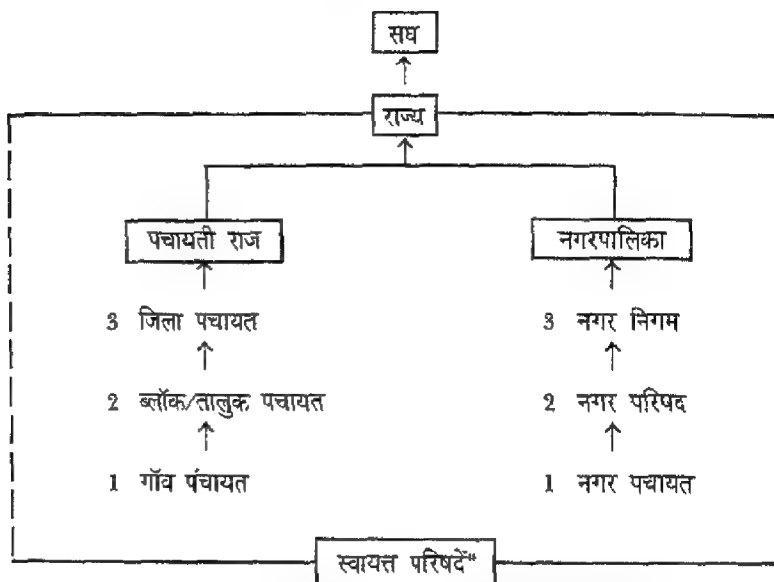 सघ
राज्य
पचायती राज नगरपालिका
3 जिला पचायत 3 नगर निगम
2 ब्लॉक/तालुक पचायत 2 नगर परिषद
1 गॉव पंचायत 1 नगर पचायत
स्वायत्त परिषदें"